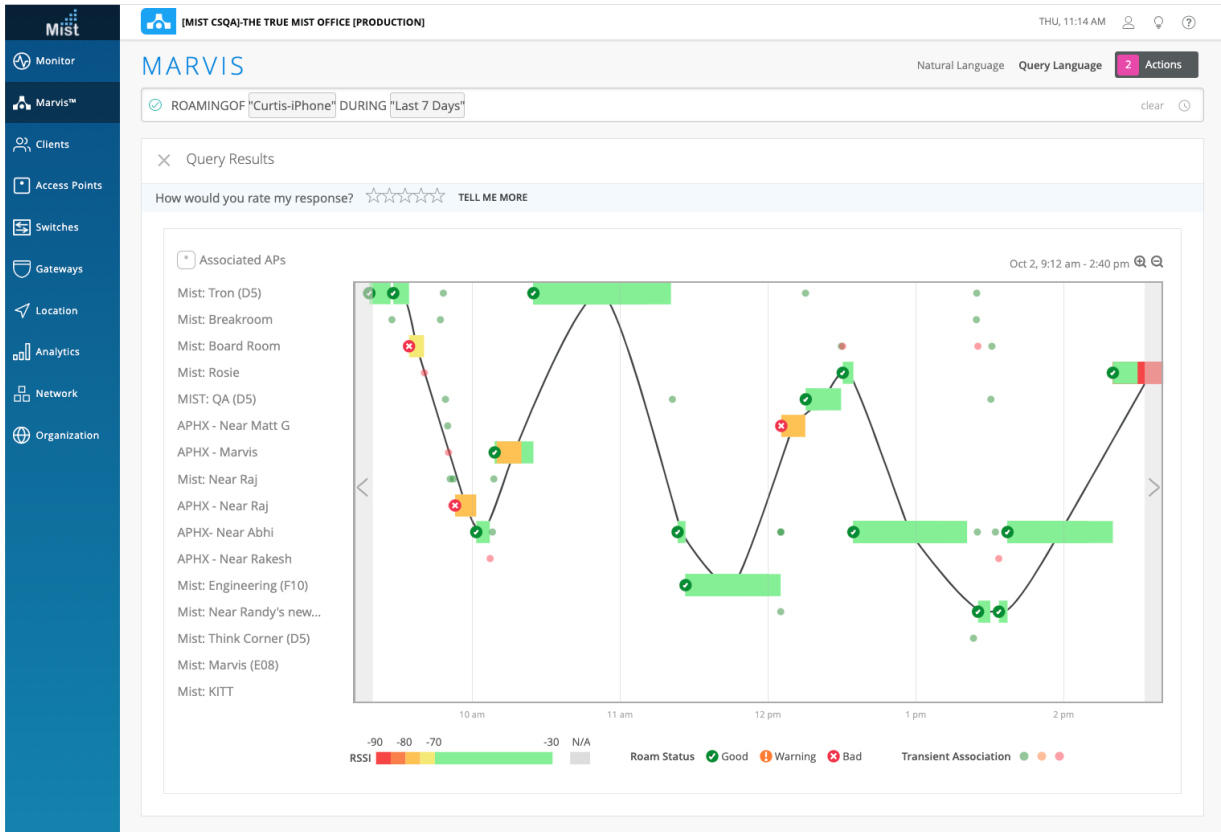 Mist
[MIST CSQA]-THE TRUE MIST OFFICE [PRODUCTION]
THU, 11:14 AM
Monitor
Marvis™
Clients
Access Points
Switches
Gateways
Location
Analytics
Network
Organization
MARVIS
Natural Language Query Language 2 Actions
ROAMINGOF "Curtis-iPhone" DURING "Last 7 Days"
clear
Query Results
How would you rate my response? TELL ME MORE
Associated APs
Oct 2, 9:12 am - 2:40 pm
Mist: Tron (D5)
Mist: Breakroom
Mist: Board Room
Mist: Rosie
MIST: QA (D5)
APHX - Near Matt G
APHX - Marvis
Mist: Near Raj
APHX - Near Raj
APHX- Near Abhi
APHX - Near Rakesh
Mist: Engineering (F10)
Mist: Near Randy's new...
Mist: Think Corner (D5)
Mist: Marvis (E08)
Mist: KITT
10 am 11 am 12 pm 1 pm 2 pm
-90 -80 -70 -30 N/A
RSSI
Roam Status Good Warning Bad
Transient Association